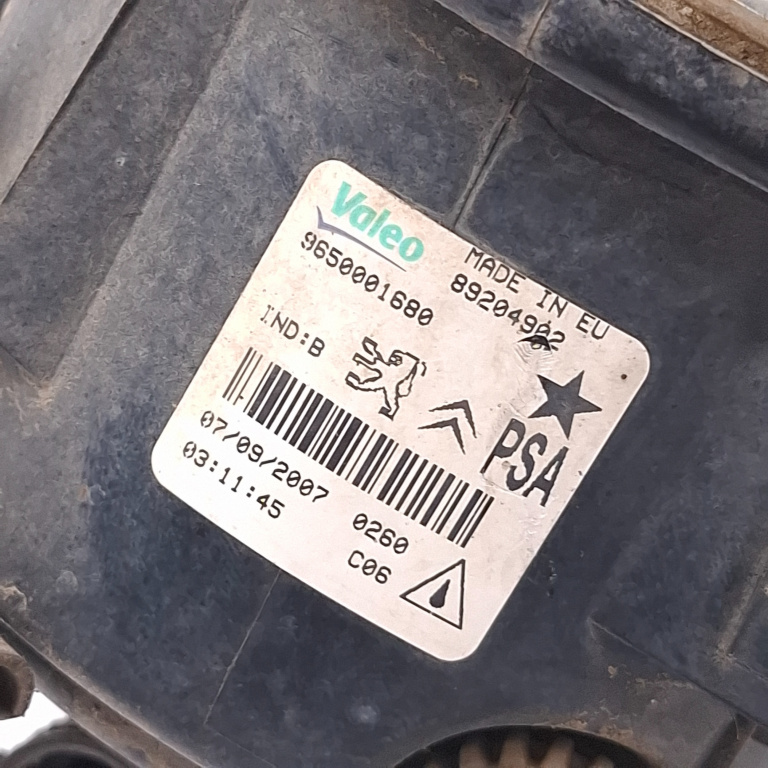 Valeo
MADE IN EU
9650001680
89204902
IND:B
PSA
07/09/2007 0260
03:11:45 C06